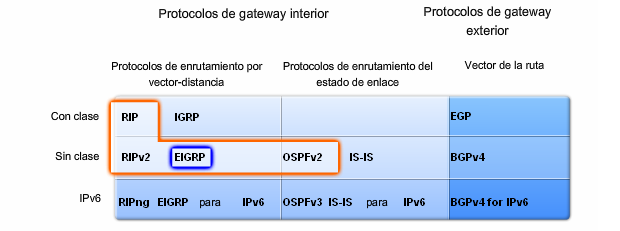 Protocolos de gateway interior
Protocolos de gateway
exterior
Protocolos de enrutamiento por
vector-distancia
Protocolos de enrutamiento del
estado de enlace
Vector de la ruta
Con clase RIP IGRP EGP
Sin clase RIPv2 EIGRP OSPFv2 IS-IS BGPv4
IPv6 RIPng EIGRP para IPv6 OSPFv3 IS-IS para IPv6 BGPv4 for IPv6